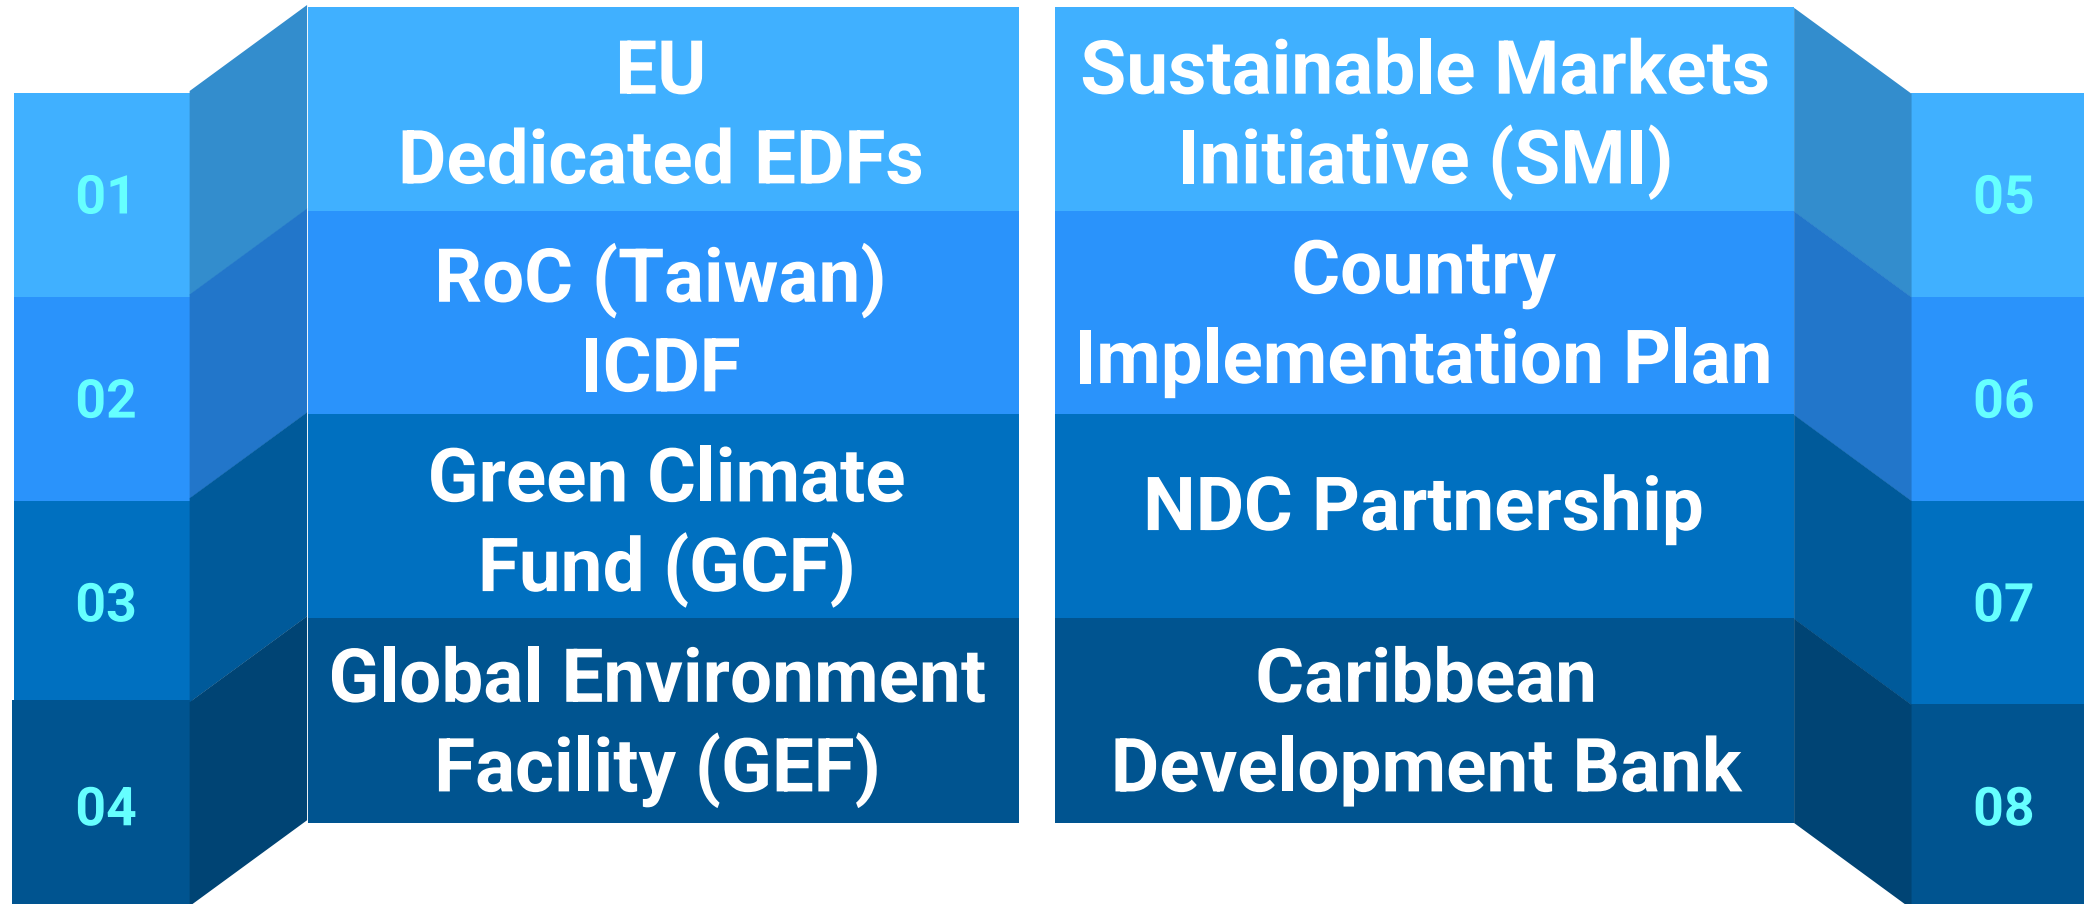 01
EU
Dedicated EDFs
02
RoC (Taiwan)
ICDF
03
Green Climate
Fund (GCF)
04
Global Environment
Facility (GEF)
05
Sustainable Markets
Initiative (SMI)
06
Country
Implementation Plan
07
NDC Partnership
08
Caribbean
Development Bank